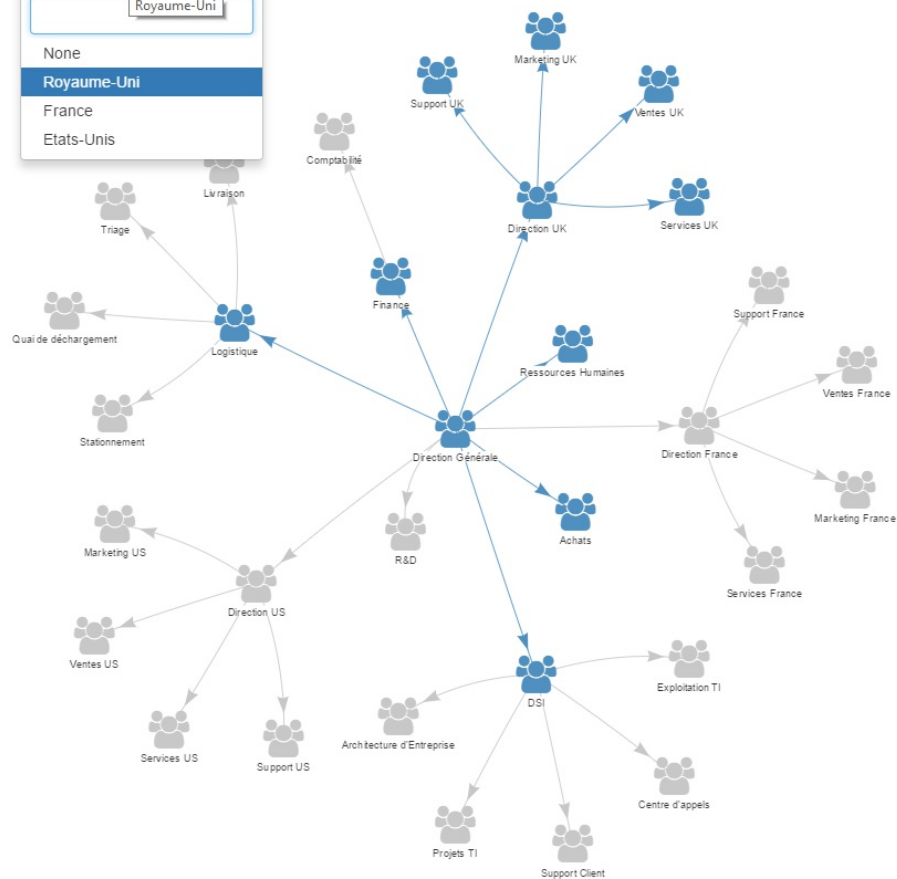 Royaume-Uni
None
Royaume-Uni
France
Etats-Unis
Marketing UK
Support UK
Ventes UK
Comptabilité
Livraison
Triage
Direction UK
Services UK
Finance
Support France
Quai de déchargement
Logistique
Ressources Humaines
Ventes France
Stationnement
Direction Générale
Direction France
Marketing France
Achats
Marketing US
R&D
Services France
Direction US
Ventes US
Exploitation TI
DSI
Architecture d'Entreprise
Services US
Support US
Centre d'appels
Projets TI
Support Client